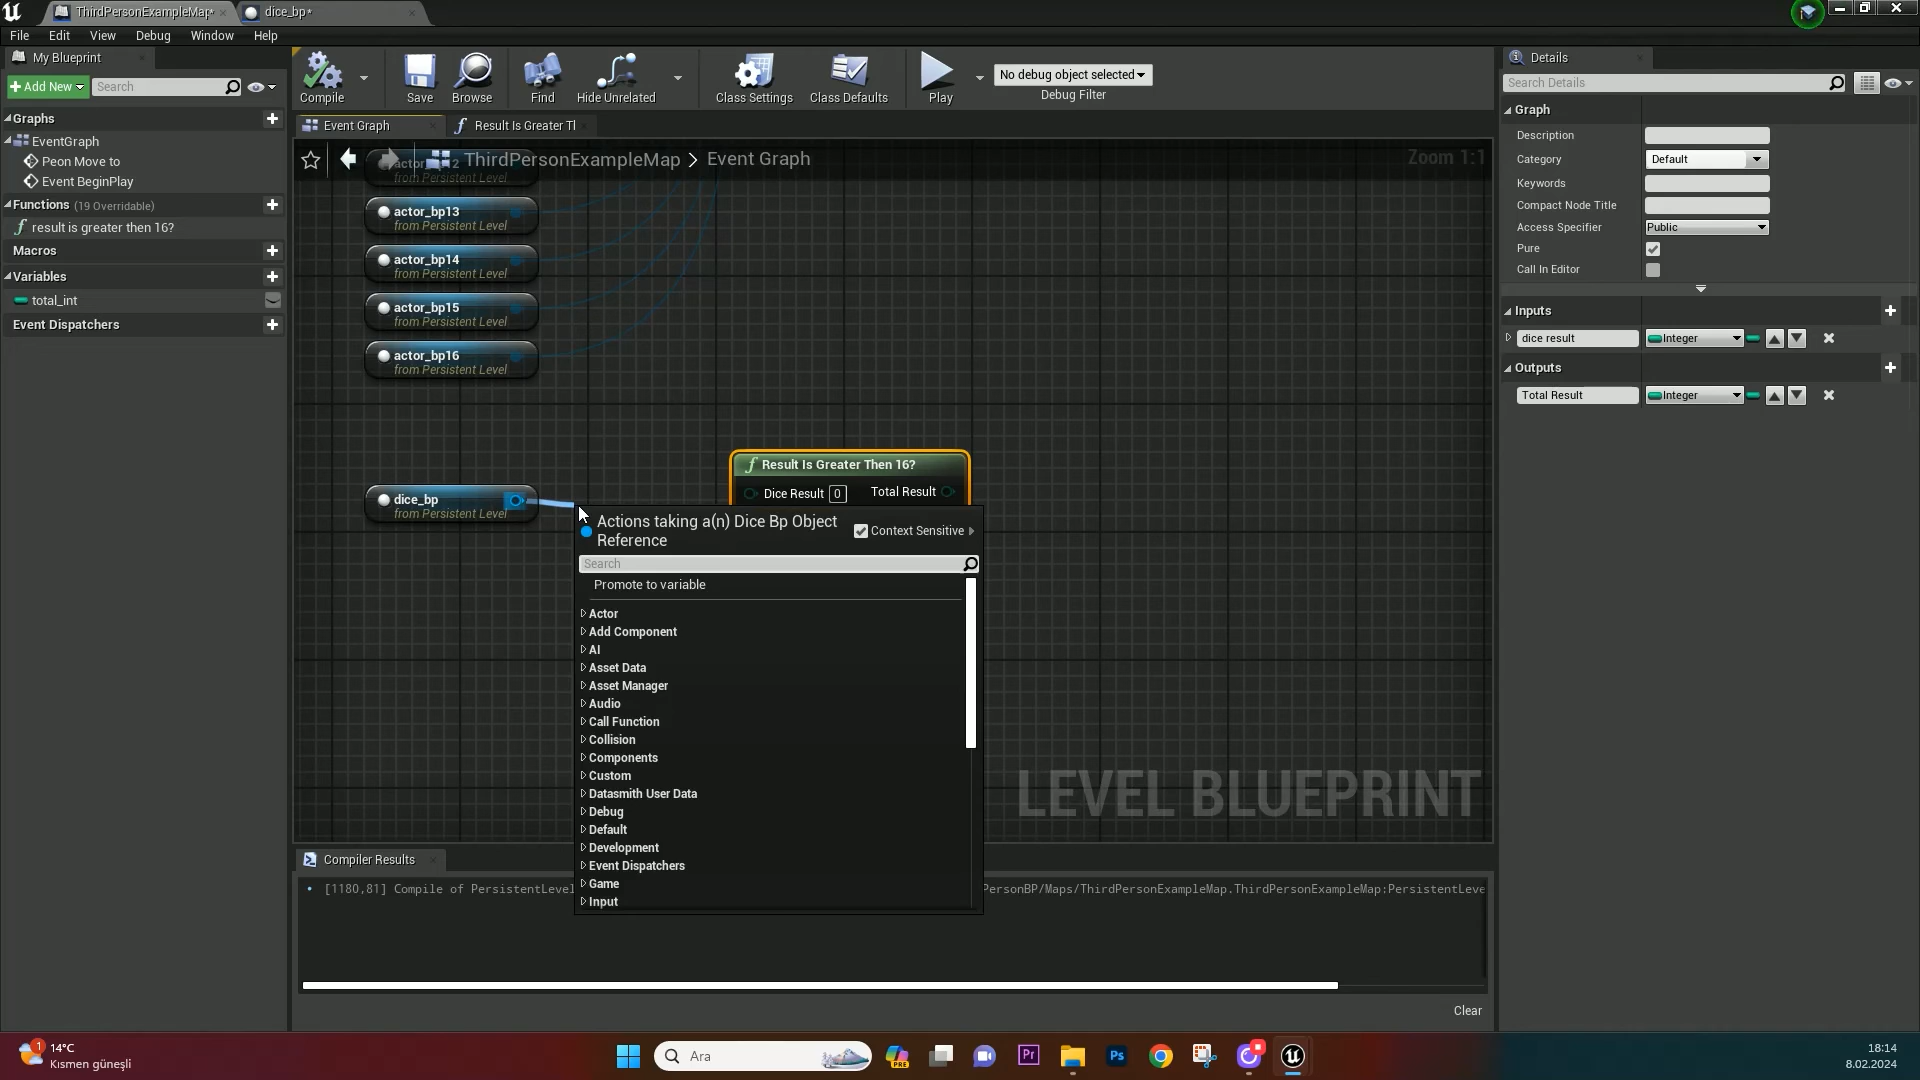 ThirdPersonExampleMap*
dice_bp*
File Edit View Debug Window Help
My Blueprint
Add New
Search
Graphs
EventGraph
Peon Move to
Event BeginPlay
Functions (19 Overridable)
result is greater then 16?
Macros
Variables
total_int
Event Dispatchers
Compile
Save
Browse
Find
Hide Unrelated
Class Settings
Class Defaults
Play
No debug object selected
Debug Filter
Event Graph
Result Is Greater Tl
ThirdPersonExampleMap > Event Graph
Zoom 1:1
from Persistent Level
actor_bp13
from Persistent Level
actor_bp14
from Persistent Level
actor_bp15
from Persistent Level
actor_bp16
from Persistent Level
dice_bp
from Persistent Level
Result Is Greater Then 16?
Dice Result 0
Total Result
Actions taking a(n) Dice Bp Object
Reference
Context Sensitive
Search
Promote to variable
Actor
Add Component
AI
Asset Data
Asset Manager
Audio
Call Function
Collision
Components
Custom
Datasmith User Data
Debug
Default
Development
Event Dispatchers
Game
Input
LEVEL BLUEPRINT
Compiler Results
[1180,81] Compile of PersistentLevel
PersonBP/Maps/ThirdPersonExampleMap.ThirdPersonExampleMap:PersistentLeve
Clear
Details
Search Details
Graph
Description
Category Default
Keywords
Compact Node Title
Access Specifier Public
Pure
Call In Editor
Inputs
dice result Integer
Outputs
Total Result Integer
1
14°C
Kısmen güneşli
Ara
PRE
Pr
Ps
18:14
8.02.2024